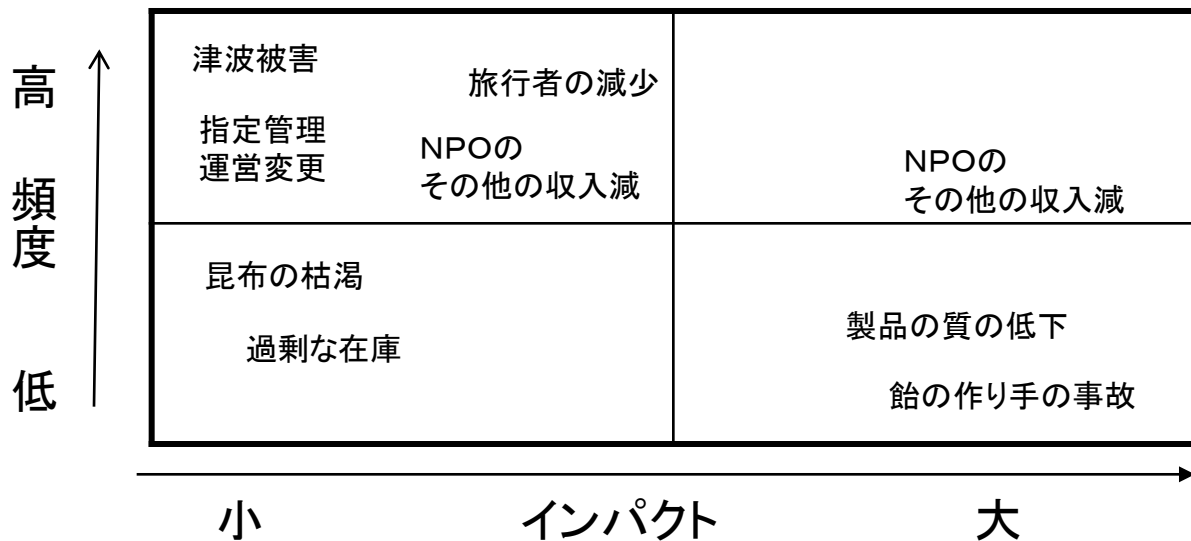 高
頻
度
低
津波被害
旅行者の減少
指定管理
運営変更
NPOの
その他の収入減
NPOの
その他の収入減
昆布の枯渇
過剰な在庫
製品の質の低下
飴の作り手の事故
小
インパクト
大